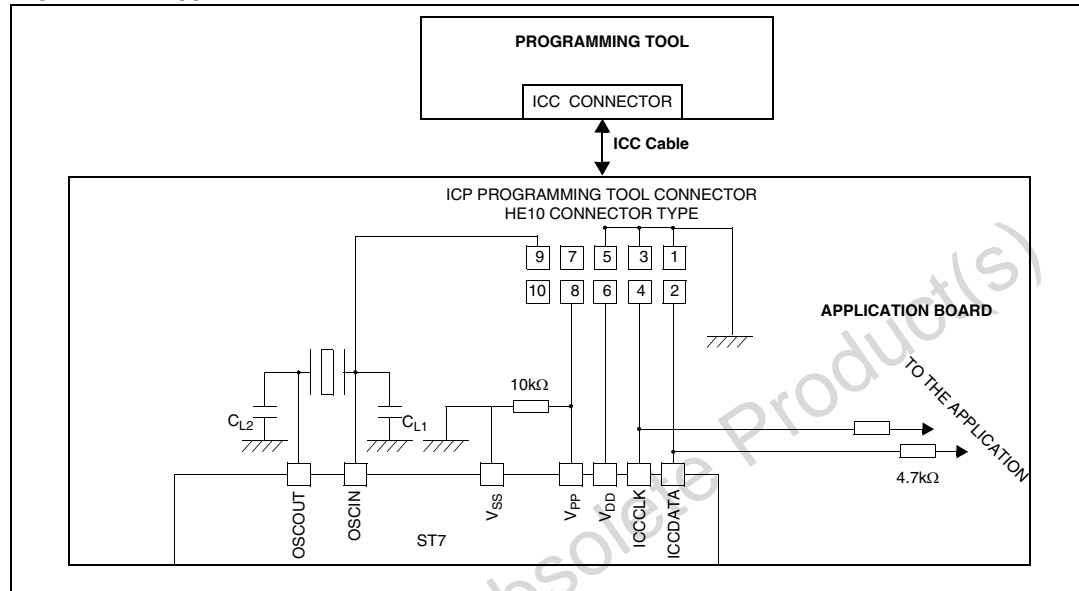 PROGRAMMING TOOL
ICC CONNECTOR
ICC Cable
ICP PROGRAMMING TOOL CONNECTOR
HE10 CONNECTOR TYPE
9 7 5 3 1
10 8 6 4 2
APPLICATION BOARD
TO THE APPLICATION
10kΩ
CL2
CL1
4.7kΩ
OSCOUT
OSCIN
VSS
VPP
VDD
ICCCLK
ICCDATA
ST7